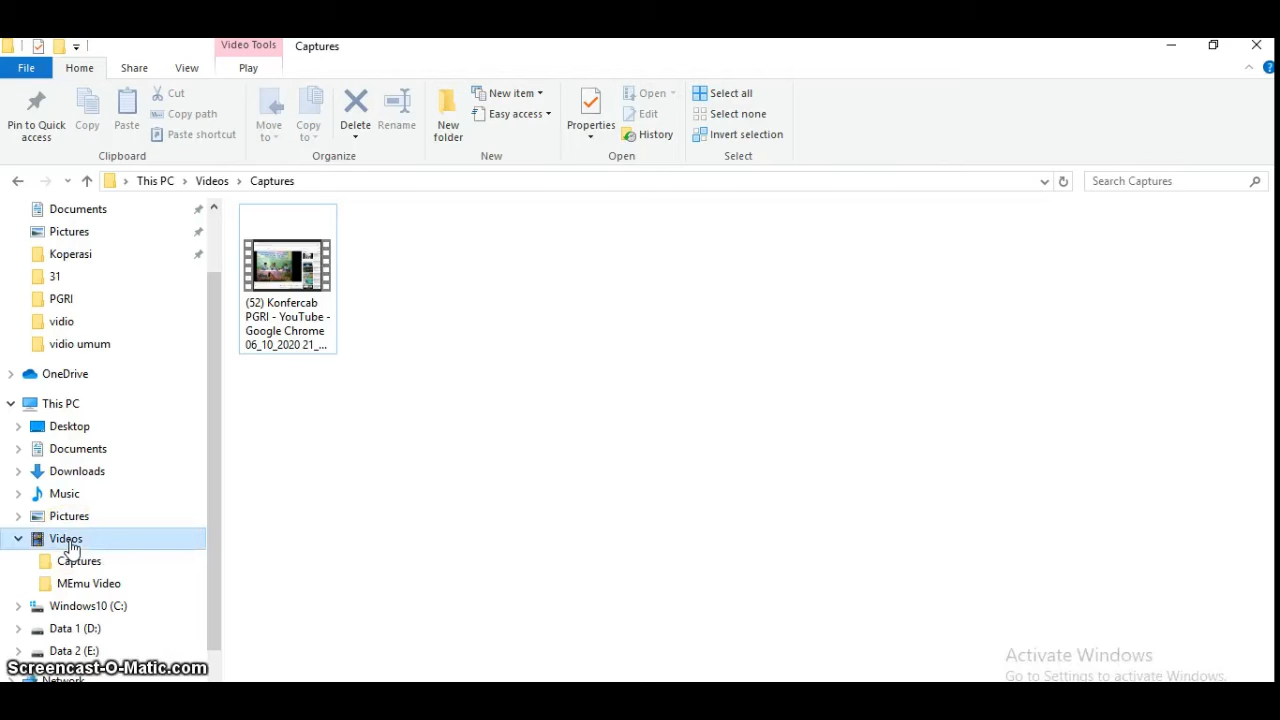 Video Tools
Captures
File
Home
Share
View
Play
Pin to Quick
access
Copy
Paste
Cut
Copy path
Paste shortcut
Clipboard
Move
to
Copy
to
Delete
Rename
Organize
New
folder
New item
Easy access
New
Properties
Open
Edit
History
Open
Select all
Select none
Invert selection
Select
This PC
Videos
Captures
Search Captures
Documents
Pictures
Koperasi
31
PGRI
vidio
vidio umum
OneDrive
This PC
Desktop
Documents
Downloads
Music
Pictures
Videos
Captures
MEmu Video
Windows10 (C:)
Data 1 (D:)
Data 2 (E:)
Network
(52) Konfercab
PGRI - YouTube -
Google Chrome
06_10_2020 21_...
Activate Windows
Go to Settings to activate Windows.
Screencast-O-Matic.com